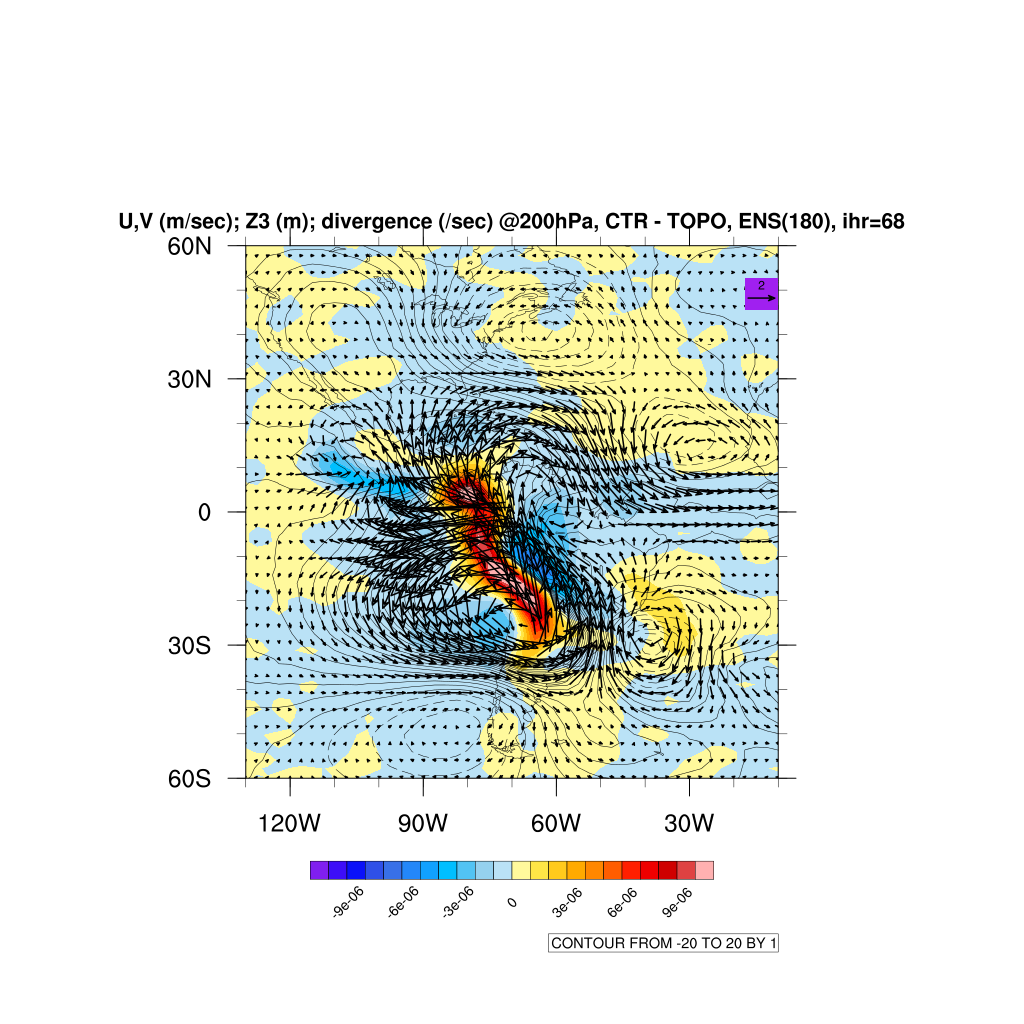 U,V (m/sec); Z3 (m); divergence (/sec) @200hPa, CTR - TOPO, ENS(180), ihr=68
60N
2
30N
0
30S
60S
120W 90W 60W 30W
-9e-06 -6e-06 -3e-06 0 3e-06 6e-06 9e-06
CONTOUR FROM -20 TO 20 BY 1